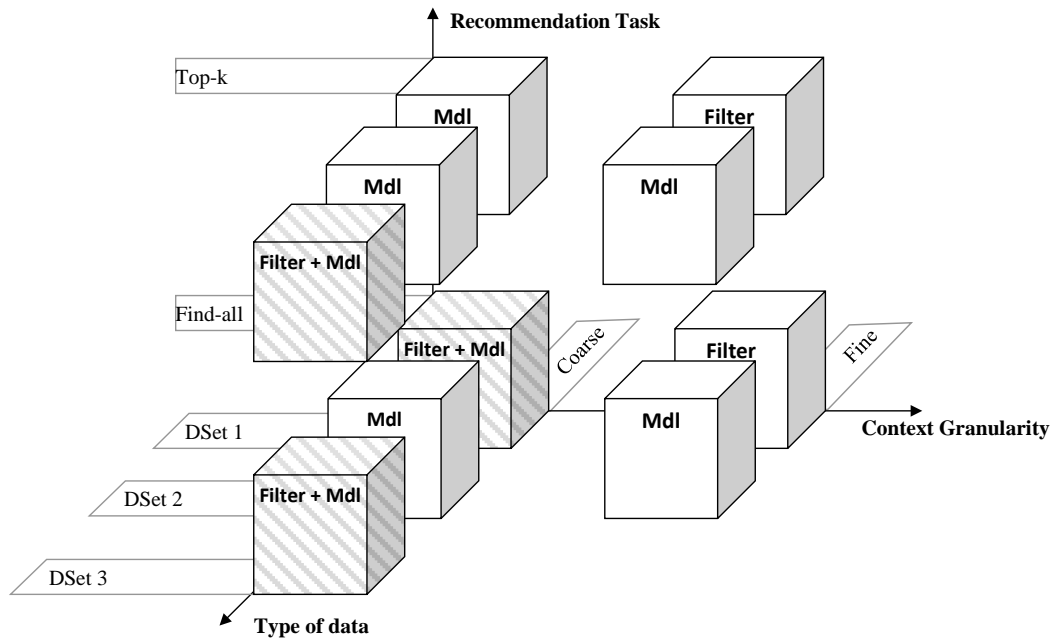 Recommendation Task
Top-k
Mdl
Filter
Mdl
Mdl
Filter + Mdl
Find-all
Filter + Mdl
Coarse
Filter
Fine
Mdl
Mdl
Context Granularity
DSet 1
Filter + Mdl
DSet 2
DSet 3
Type of data